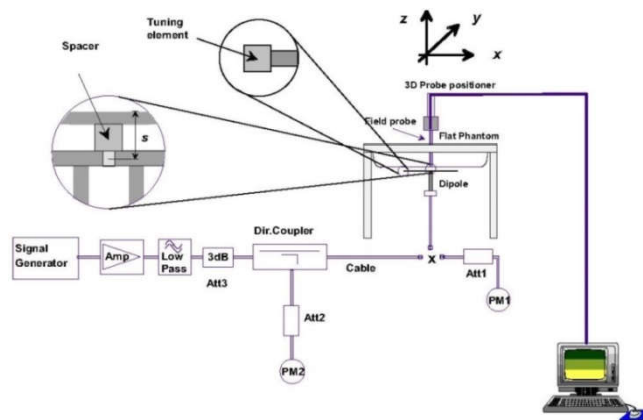 Tuning
element
Spacer
s
z
y
x
3D Probe positioner
Field probe
Flat Phantom
Dipole
Signal
Generator
Amp
Low
Pass
3dB
Att3
Dir.Coupler
Cable
x
Att1
PM1
Att2
PM2